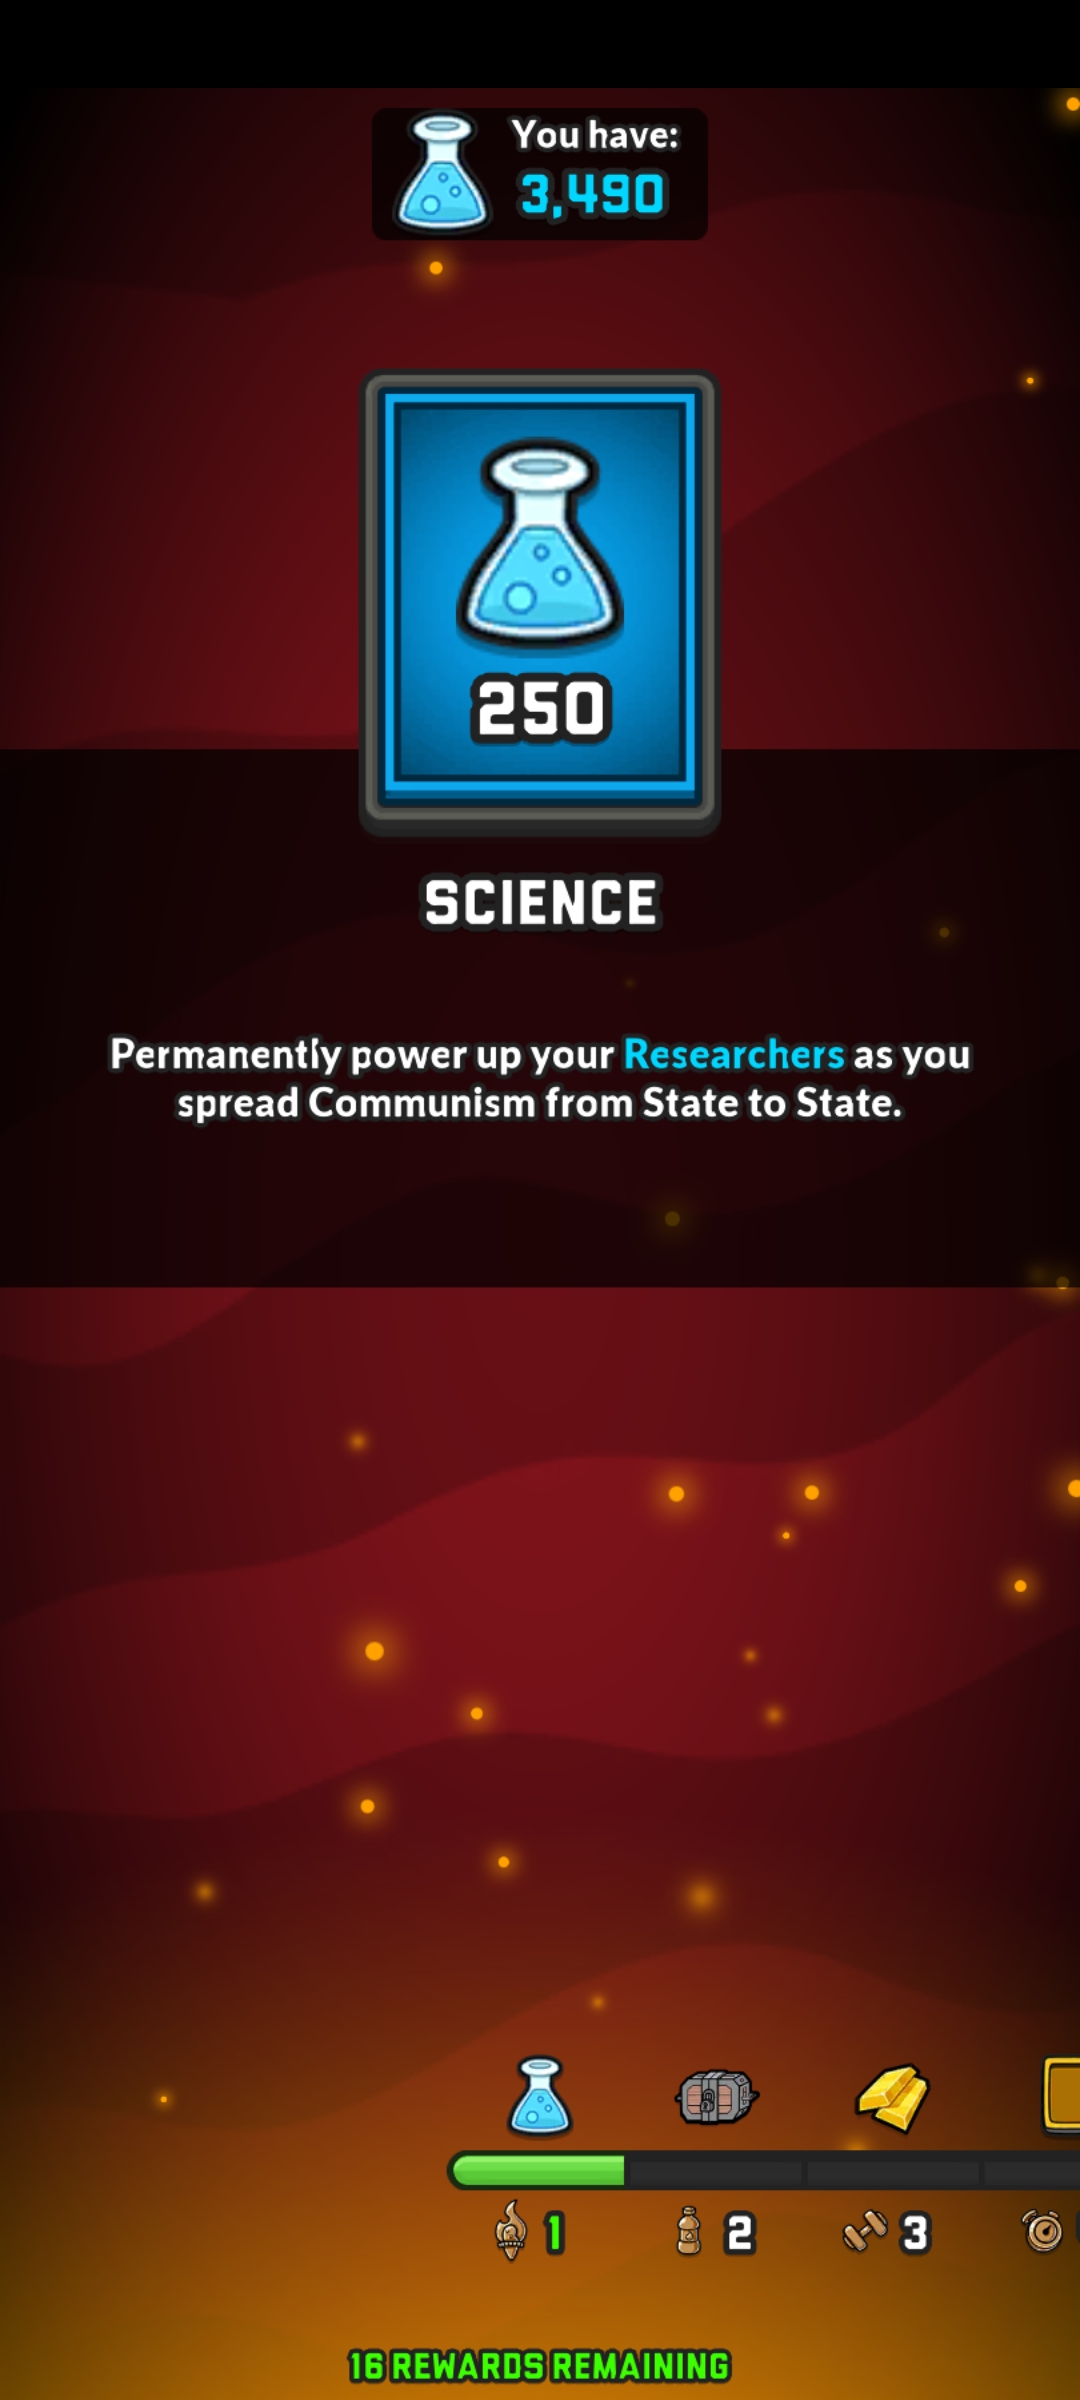 You have:
3,490
250
SCIENCE
Permanently power up your Researchers as you
spread Communism from State to State.
1 2 3
16 REWARDS REMAINING